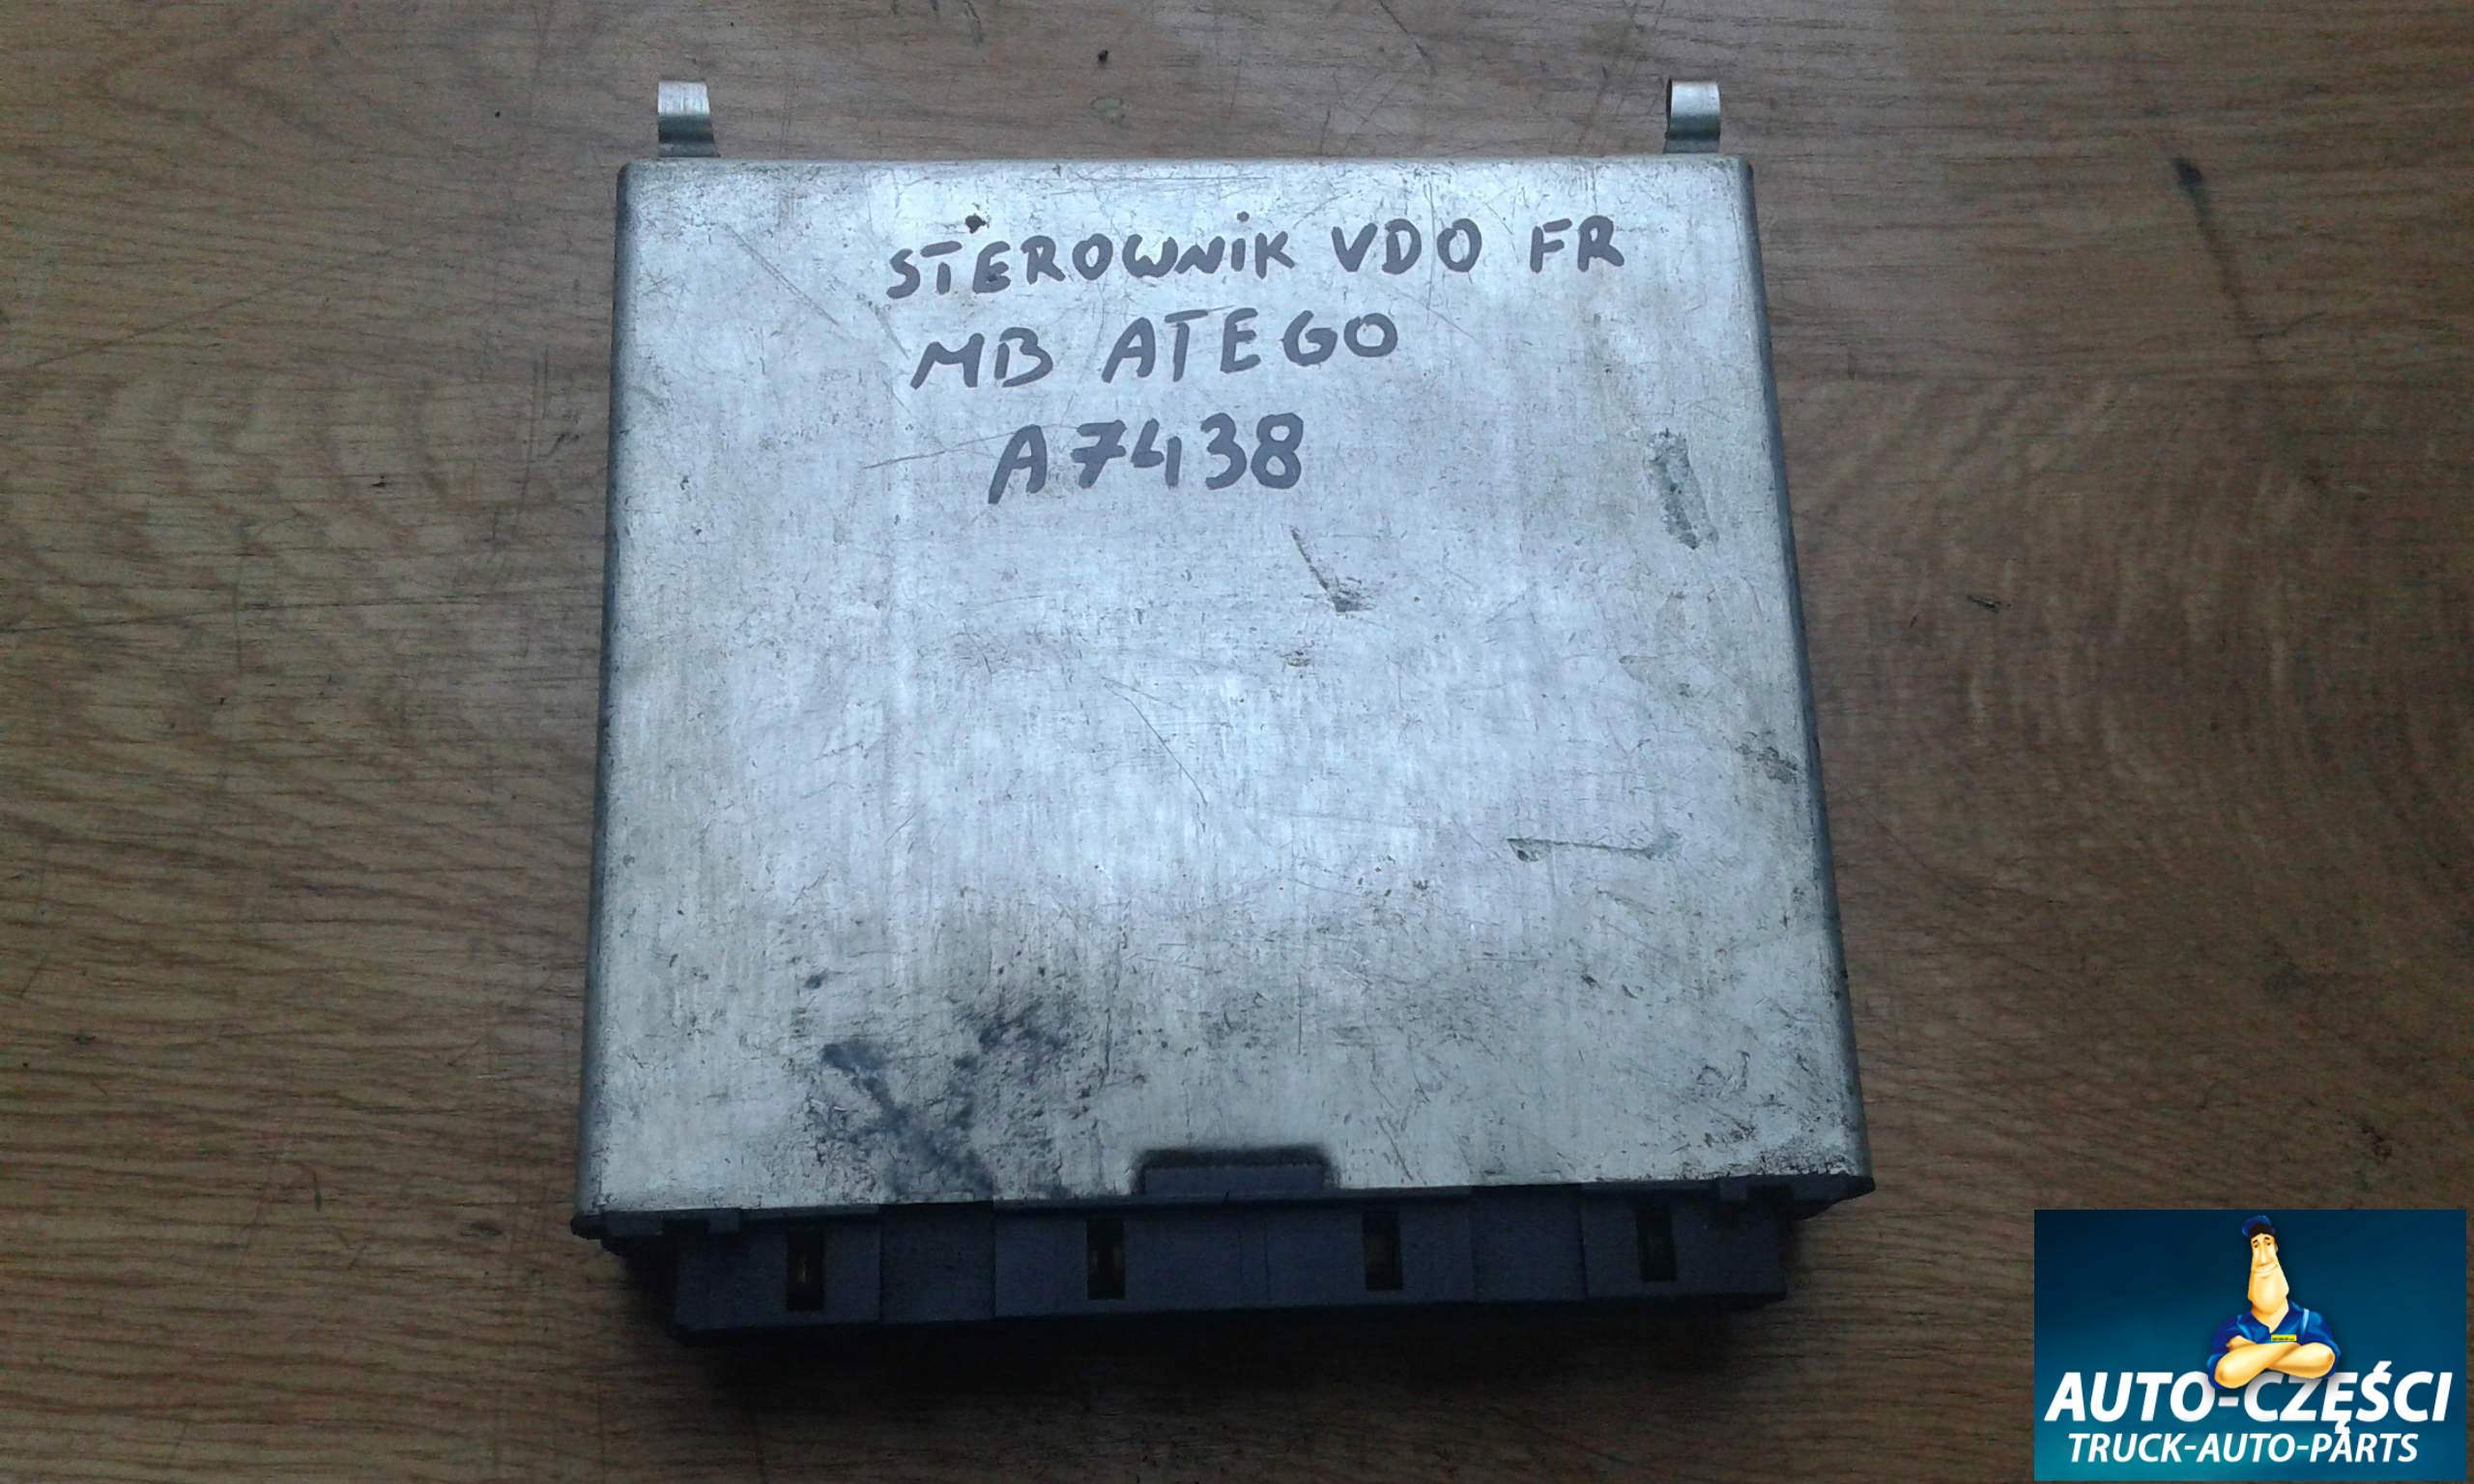 STEROWNiK VDO FR
MB ATEGO
A7438
AUTO-CZĘŚCI
TRUCK-AUTO-PARTS